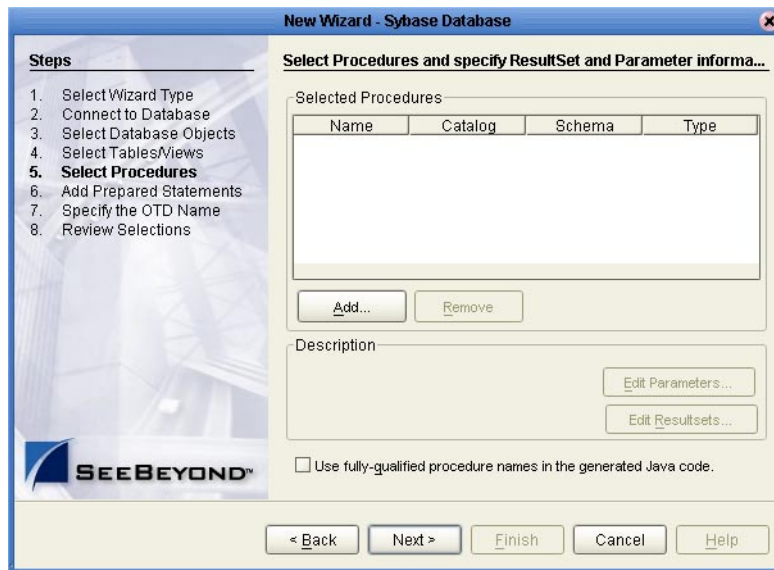 New Wizard - Sybase Database
Steps
1. Select Wizard Type
2. Connect to Database
3. Select Database Objects
4. Select Tables/Views
5. Select Procedures
6. Add Prepared Statements
7. Specify the OTD Name
8. Review Selections
SEEBEYOND™
Select Procedures and specify ResultSet and Parameter informa...
Selected Procedures
Name Catalog Schema Type
Add... Remove
Description
Edit Parameters...
Edit Resultsets...
Use fully-qualified procedure names in the generated Java code.
< Back Next > Finish Cancel Help